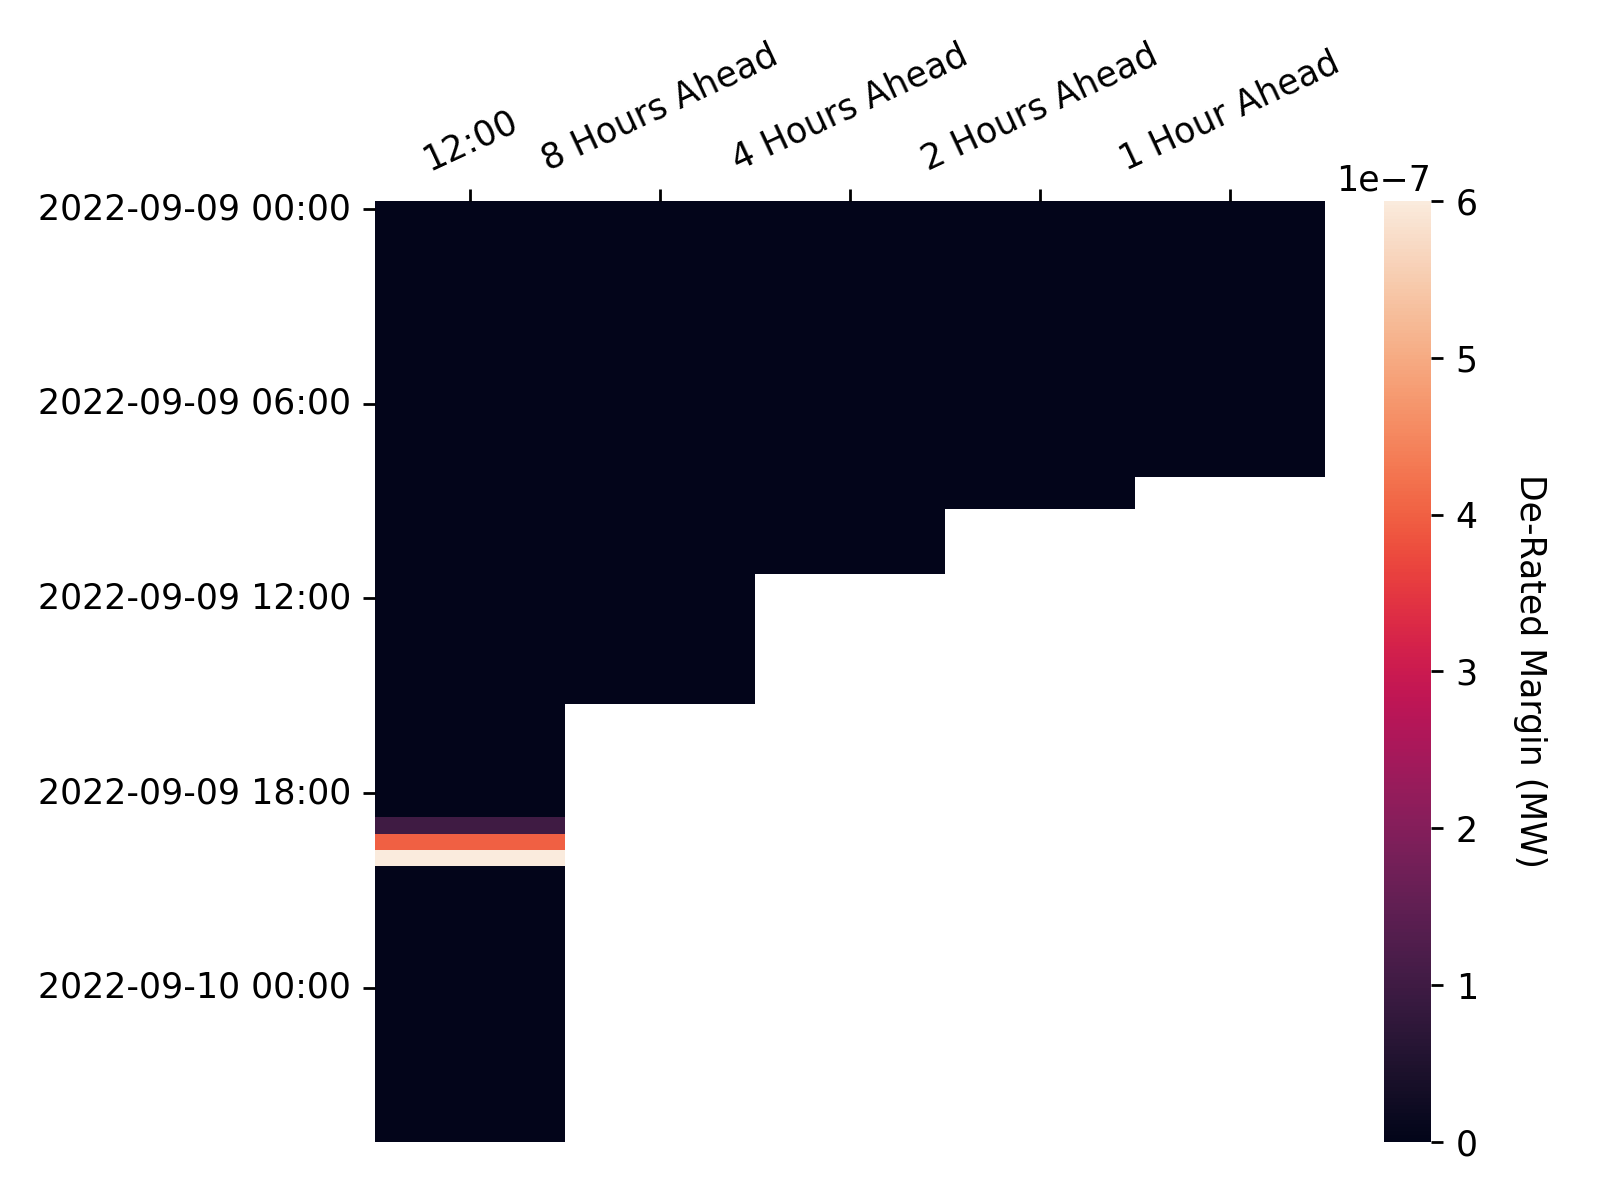 12:00
8 Hours Ahead
4 Hours Ahead
2 Hours Ahead
1 Hour Ahead
1e−7
2022-09-09 00:00
2022-09-09 06:00
2022-09-09 12:00
2022-09-09 18:00
2022-09-10 00:00
6
5
4
3
2
1
0
De-Rated Margin (MW)